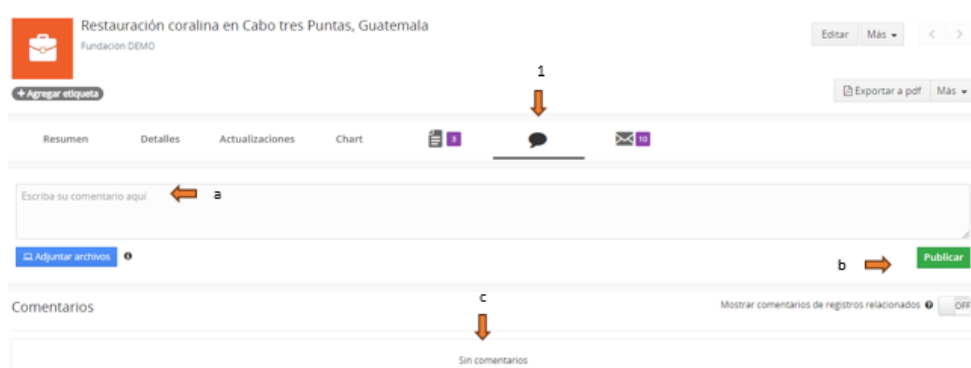 Restauración coralina en Cabo tres Puntas, Guatemala
Fundacion DEMO
Editar Más
+ Agregar etiqueta
1
Exportar a pdf Más
Resumen Detalles Actualizaciones Chart 3 10
Escriba su comentario aquí
a
Adjuntar archivos
b
Publicar
Comentarios
c
Mostrar comentarios de registros relacionados OFF
Sin comentarios